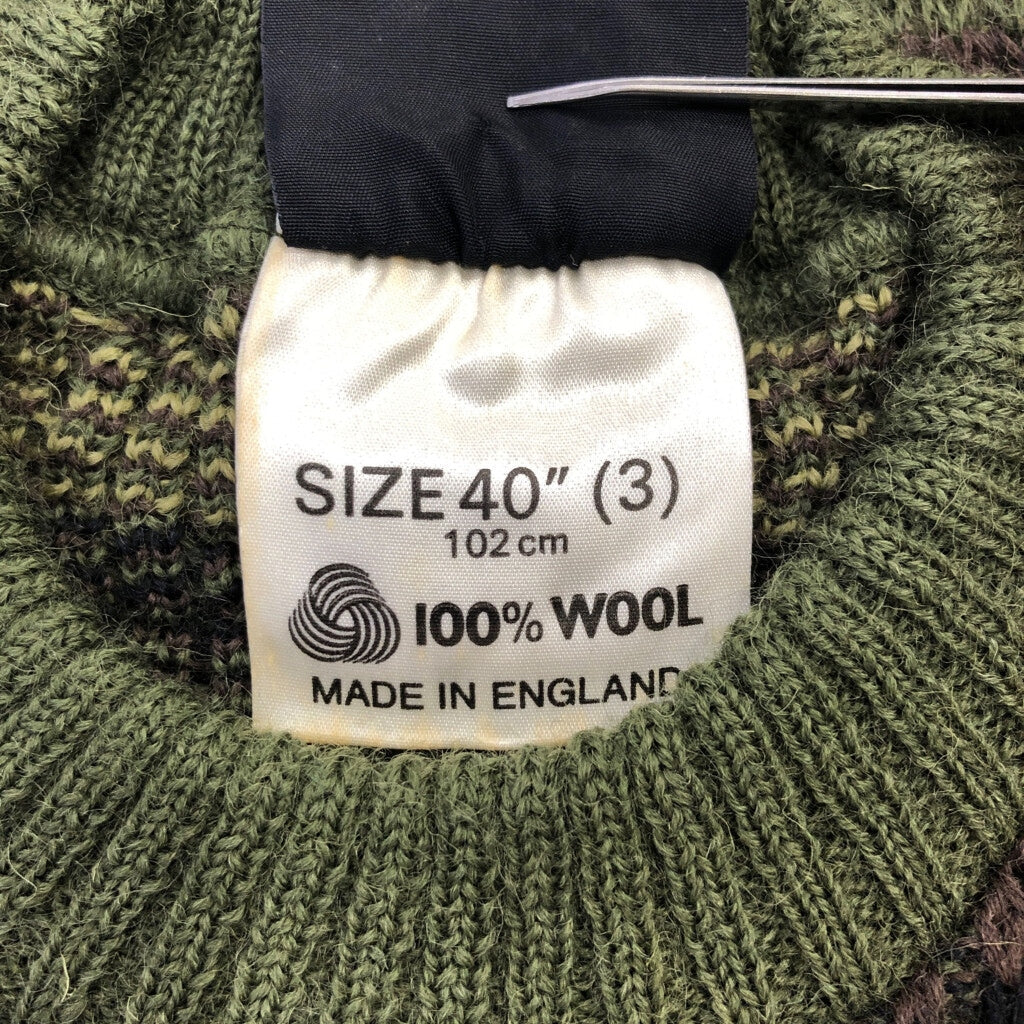 SIZE 40" (3)
102 cm
100% WOOL
MADE IN ENGLAND